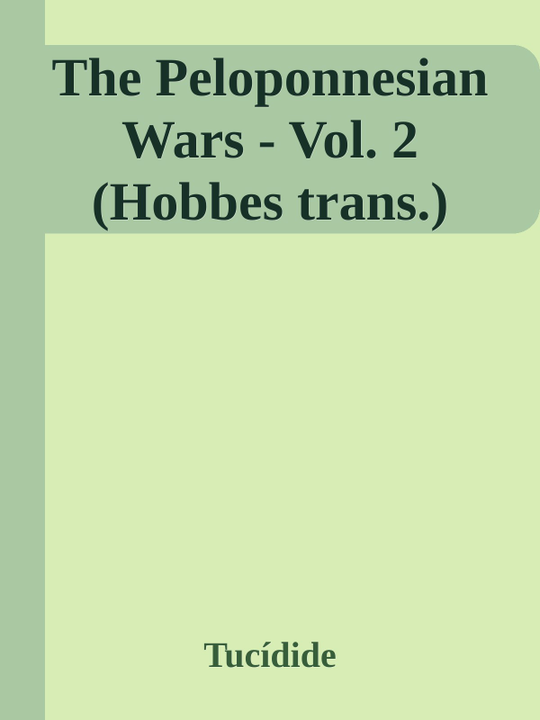 The Peloponnesian
Wars - Vol. 2
(Hobbes trans.)
Tucídide